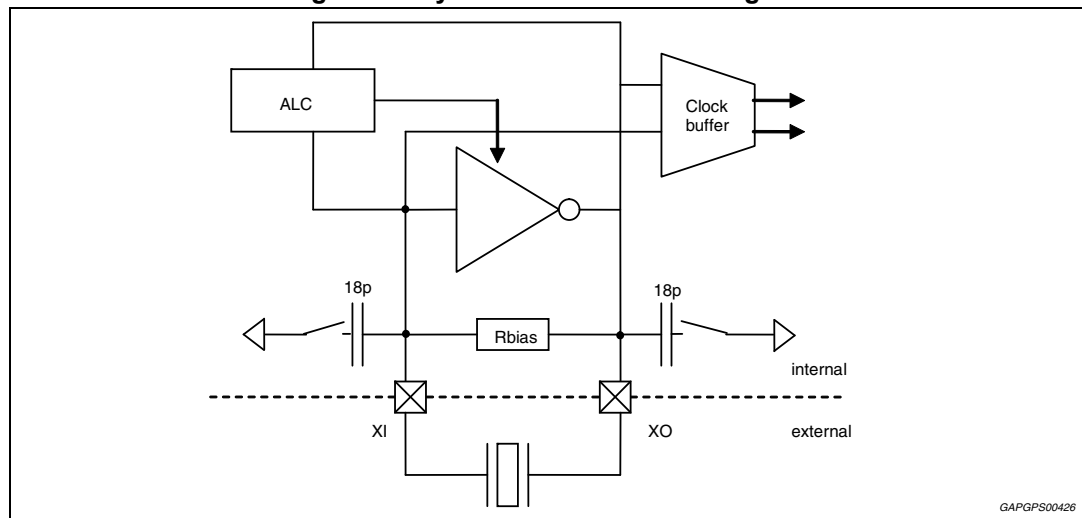 ALC
Clock
buffer
18p
18p
Rbias
internal
XI
XO
external
GAPGPS00426